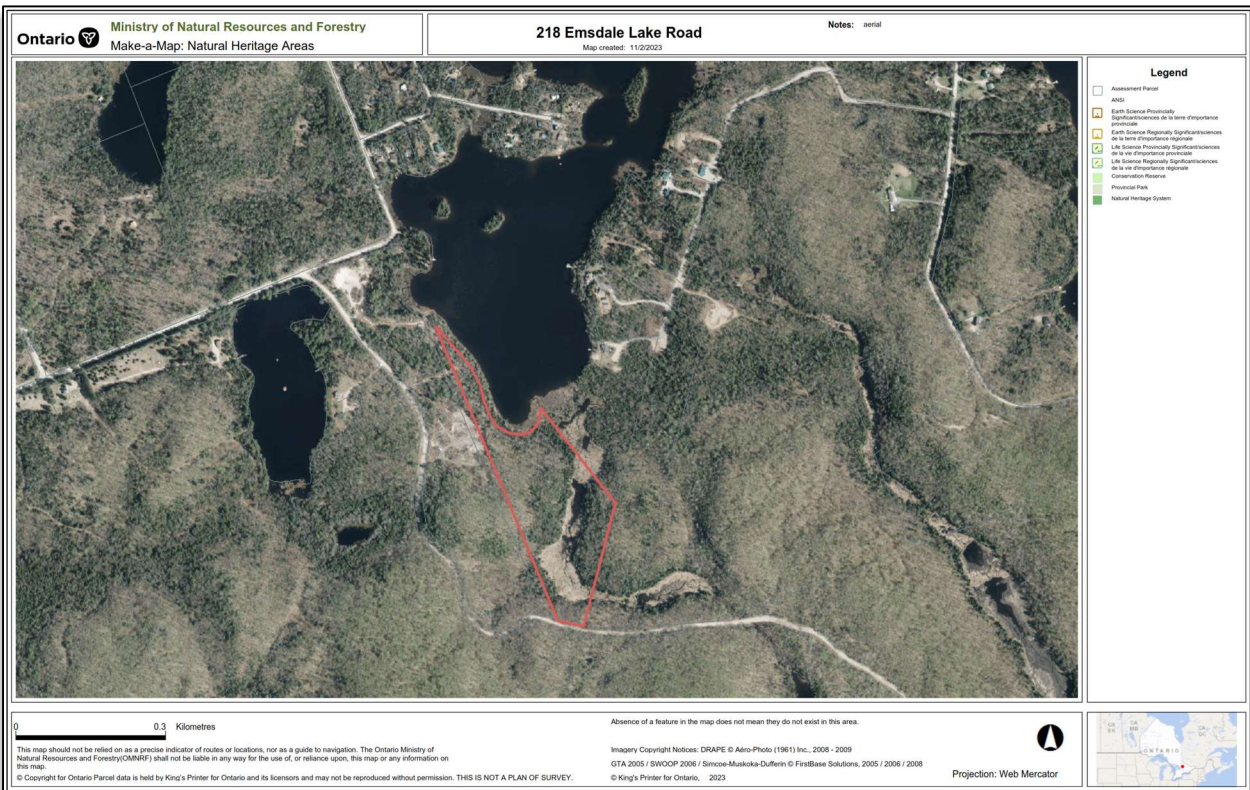 Ontario
Ministry of Natural Resources and Forestry
Make-a-Map: Natural Heritage Areas
218 Emsdale Lake Road
Map created: 11/2/2023
Notes: aerial
Legend
Assessment Parcel
ANSI
Earth Science Provincially
Significant/sciences de la terre d'importance
provinciale
Earth Science Regionally Significant/sciences
de la terre d'importance régionale
Life Science Provincially Significant/sciences
de la vie d'importance provinciale
Life Science Regionally Significant/sciences
de la vie d'importance régionale
Conservation Reserve
Provincial Park
Natural Heritage System
0 0.3 Kilometres
This map should not be relied on as a precise indicator of routes or locations, nor as a guide to navigation. The Ontario Ministry of
Natural Resources and Forestry(OMNRF) shall not be liable in any way for the use of, or reliance upon, this map or any information on
this map.
© Copyright for Ontario Parcel data is held by King's Printer for Ontario and its licensors and may not be reproduced without permission. THIS IS NOT A PLAN OF SURVEY.
Absence of a feature in the map does not mean they do not exist in this area.
Imagery Copyright Notices: DRAPE © Aéro-Photo (1961) Inc., 2008 - 2009
GTA 2005 / SWOOP 2006 / Simcoe-Muskoka-Dufferin © FirstBase Solutions, 2005 / 2006 / 2008
© King's Printer for Ontario, 2023
Projection: Web Mercator
ONTARIO